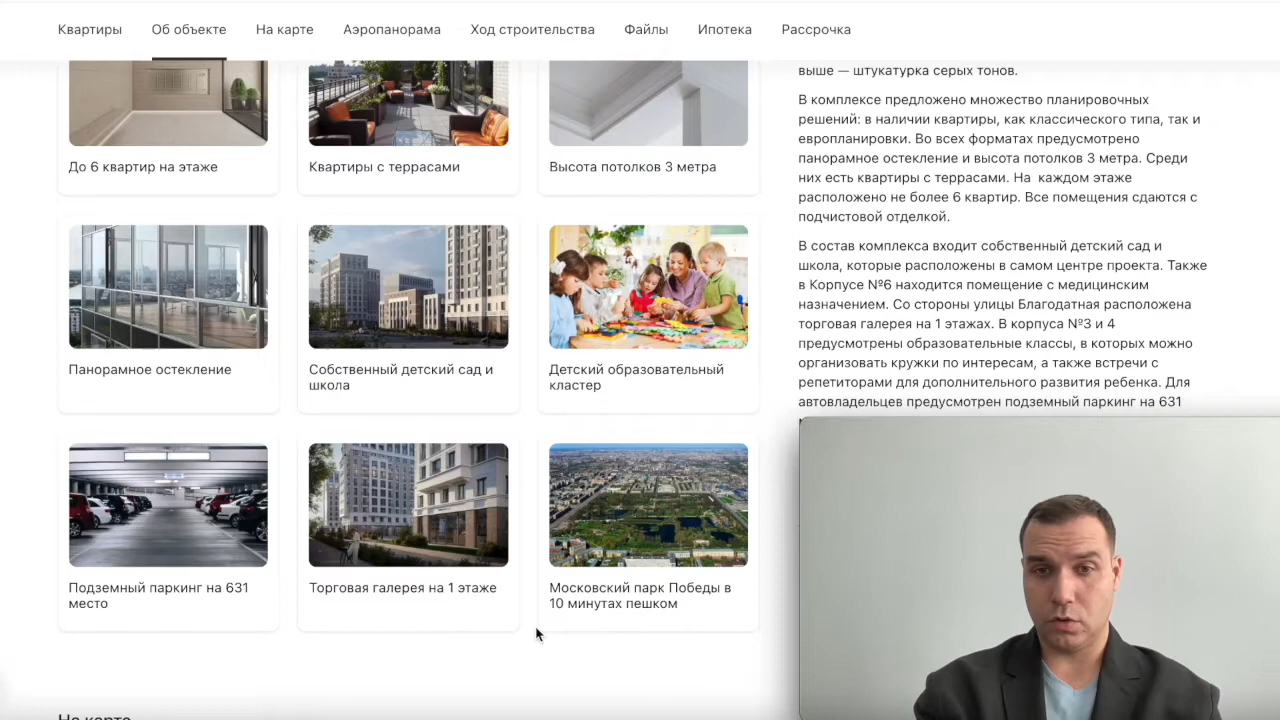 Квартиры
Об объекте
На карте
Аэропанорама
Ход строительства
Файлы
Ипотека
Рассрочка
До 6 квартир на этаже
Квартиры с террасами
Высота потолков 3 метра
Панорамное остекление
Собственный детский сад и
школа
Детский образовательный
кластер
Подземный паркинг на 631
место
Торговая галерея на 1 этаже
Московский парк Победы в
10 минутах пешком
На карте
выше — штукатурка серых тонов.
В комплексе предложено множество планировочных
решений: в наличии квартиры, как классического типа, так и
европланировки. Во всех форматах предусмотрено
панорамное остекление и высота потолков 3 метра. Среди
них есть квартиры с террасами. На каждом этаже
расположено не более 6 квартир. Все помещения сдаются с
подчистовой отделкой.
В состав комплекса входит собственный детский сад и
школа, которые расположены в самом центре проекта. Также
в Корпусе №6 находится помещение с медицинским
назначением. Со стороны улицы Благодатная расположена
торговая галерея на 1 этажах. В корпуса №3 и 4
предусмотрены образовательные классы, в которых можно
организовать кружки по интересам, а также встречи с
репетиторами для дополнительного развития ребенка. Для
автовладельцев предусмотрен подземный паркинг на 631